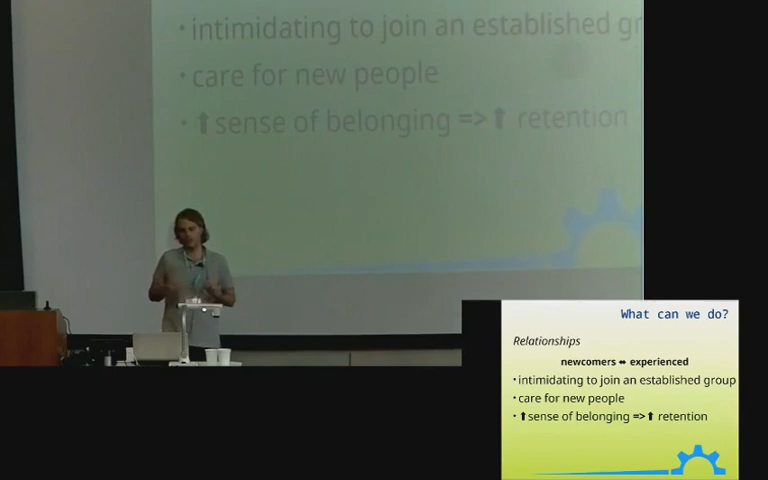 • intimidating to join an established gr
• care for new people
• ⬆sense of belonging =>⬆ retention
What can we do?
Relationships
newcomers ⬌ experienced
• intimidating to join an established group
• care for new people
• ⬆sense of belonging =>⬆ retention